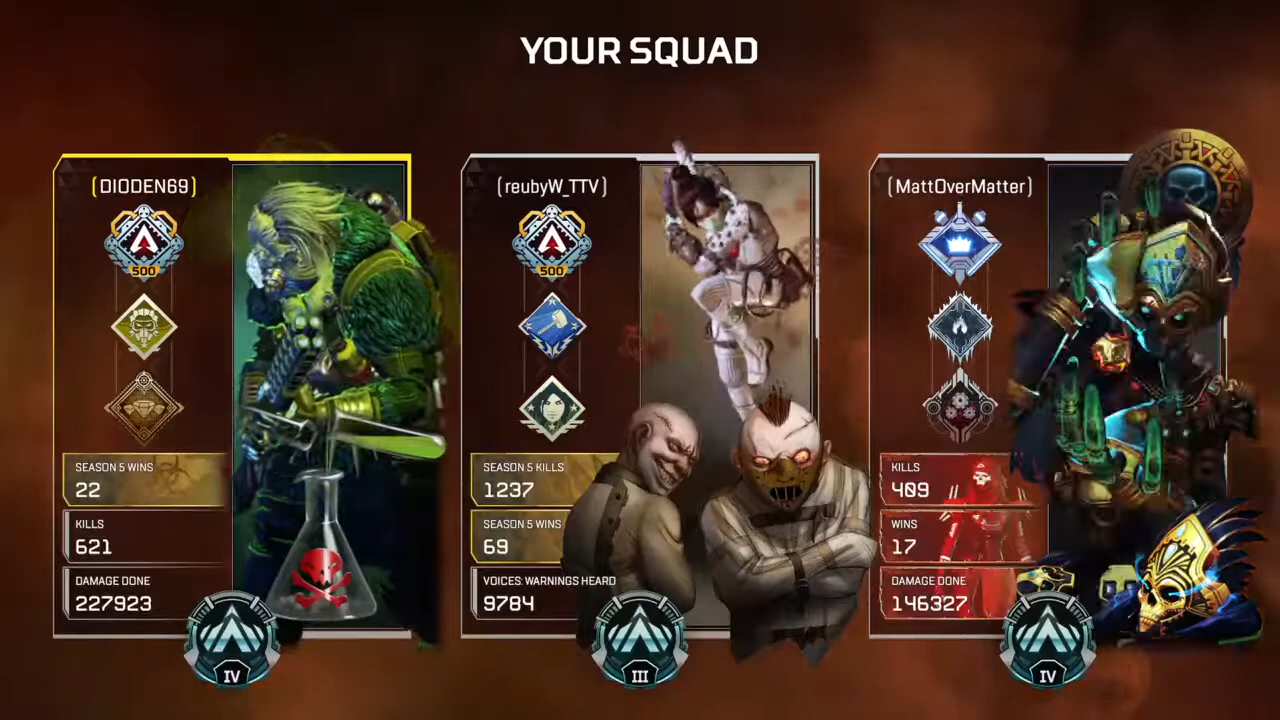 YOUR SQUAD
(DIODEN69)
500
SEASON 5 WINS
22
KILLS
621
DAMAGE DONE
227923
IV
(reubyW_TTV)
500
SEASON 5 KILLS
1237
SEASON 5 WINS
69
VOICES: WARNINGS HEARD
9784
III
(MattOverMatter)
KILLS
409
WINS
17
DAMAGE DONE
146327
IV